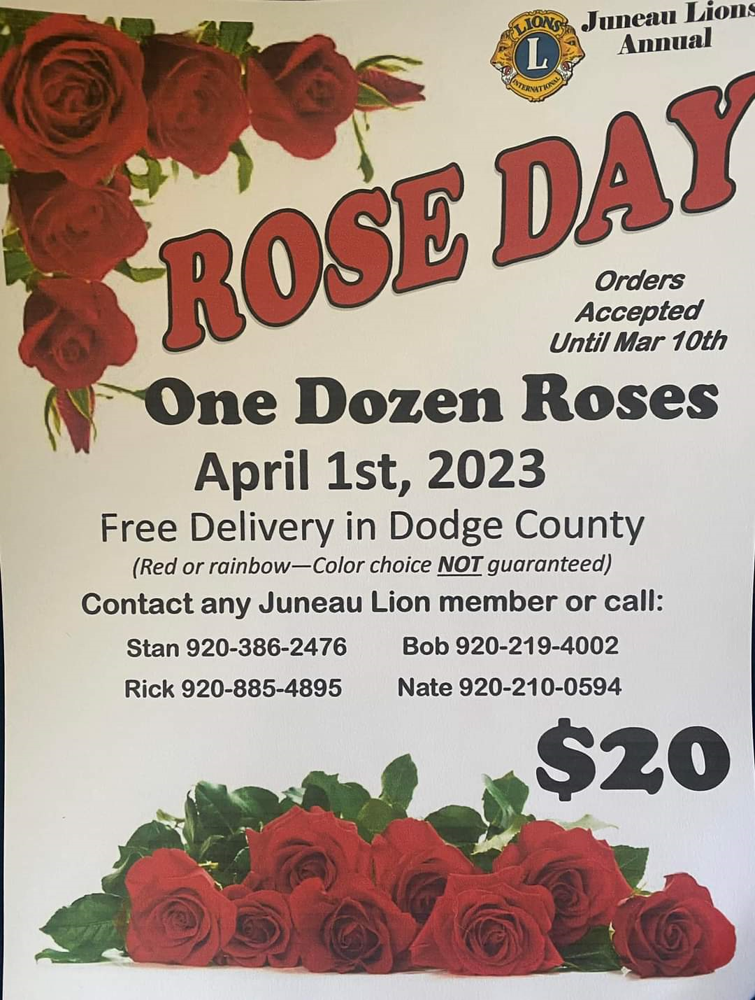 LIONS
L
INTERNATIONAL
Juneau Lions
Annual
ROSE DAY
Orders
Accepted
Until Mar 10th
One Dozen Roses
April 1st, 2023
Free Delivery in Dodge County
(Red or rainbow—Color choice NOT guaranteed)
Contact any Juneau Lion member or call:
Stan 920-386-2476 Bob 920-219-4002
Rick 920-885-4895 Nate 920-210-0594
$20